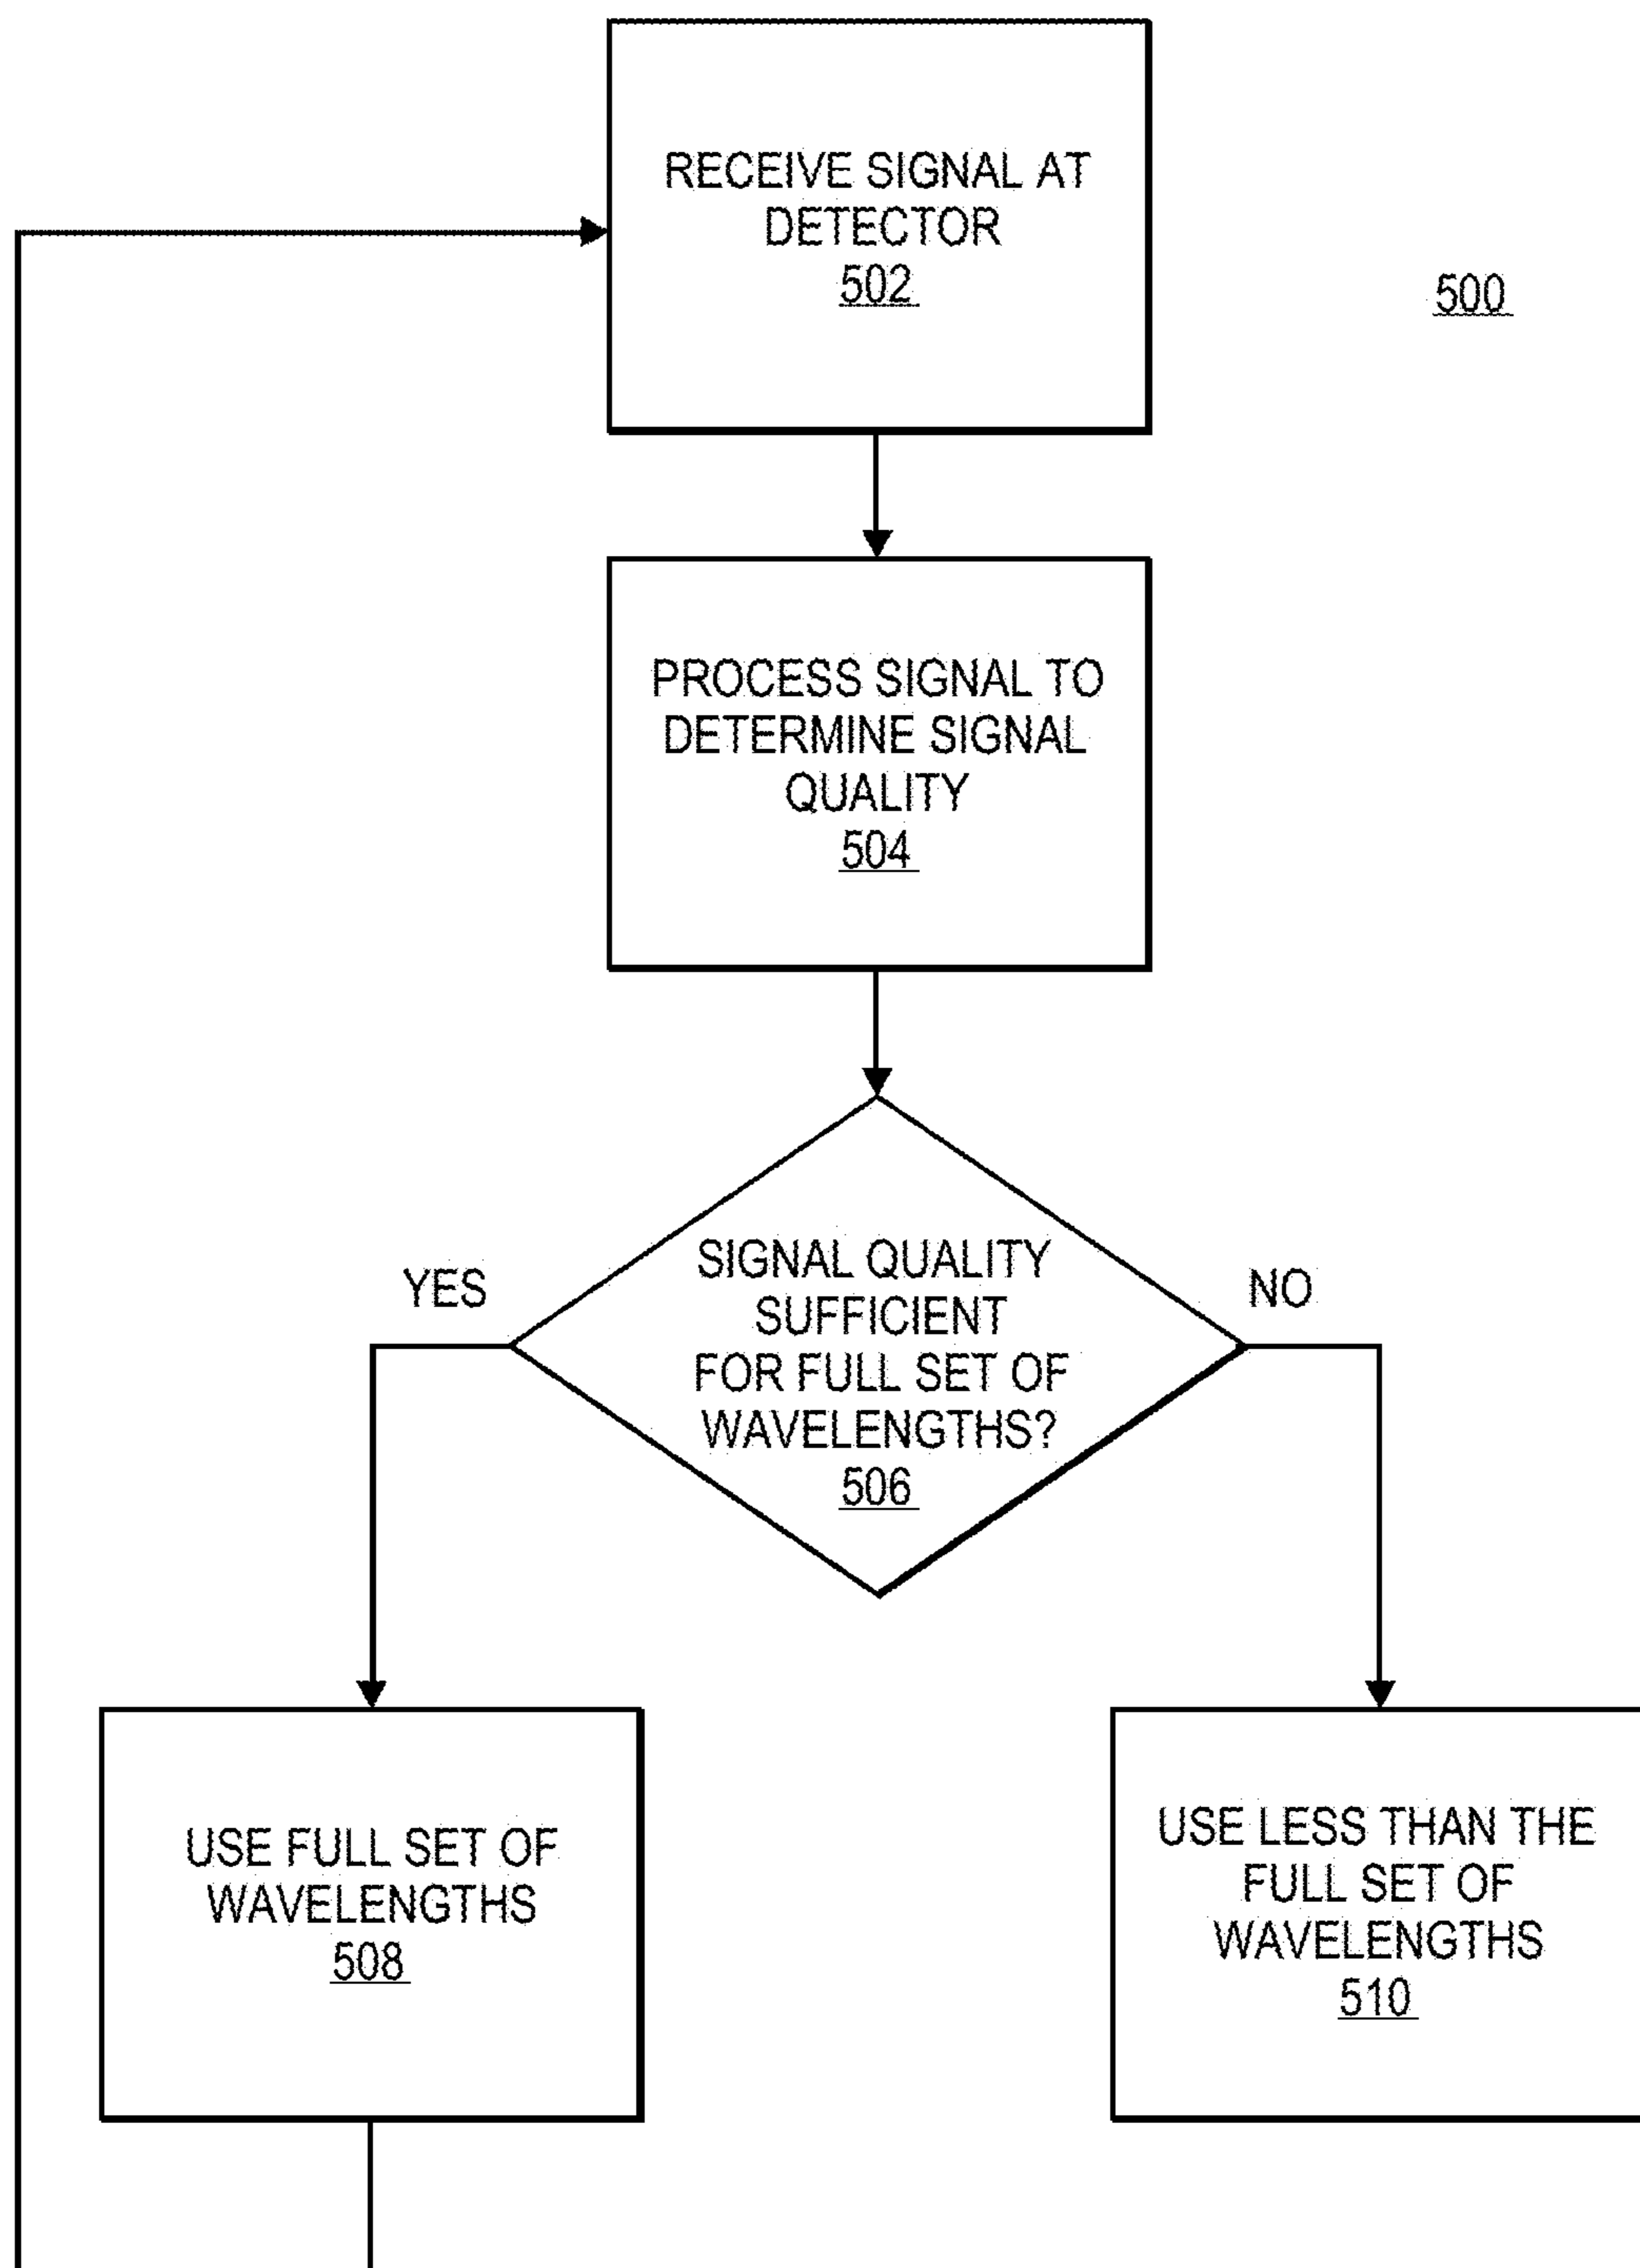 RECEIVE SIGNAL AT
DETECTOR
502
500
PROCESS SIGNAL TO
DETERMINE SIGNAL
QUALITY
504
SIGNAL QUALITY
SUFFICIENT
FOR FULL SET OF
WAVELENGTHS?
506
YES
NO
USE FULL SET OF
WAVELENGTHS
508
USE LESS THAN THE
FULL SET OF
WAVELENGTHS
510